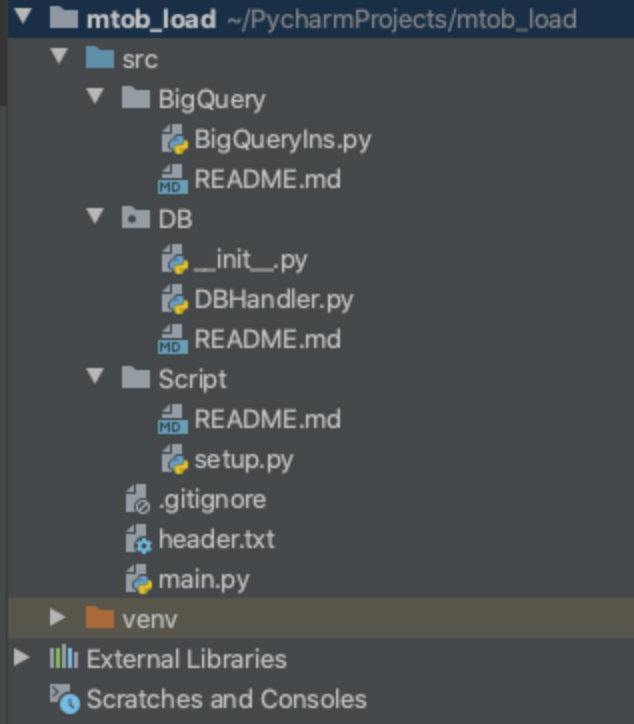 mtob_load ~/PycharmProjects/mtob_load
src
BigQuery
BigQueryIns.py
MD README.md
DB
__init__.py
DBHandler.py
MD README.md
Script
MD README.md
setup.py
.gitignore
header.txt
main.py
venv
External Libraries
Scratches and Consoles